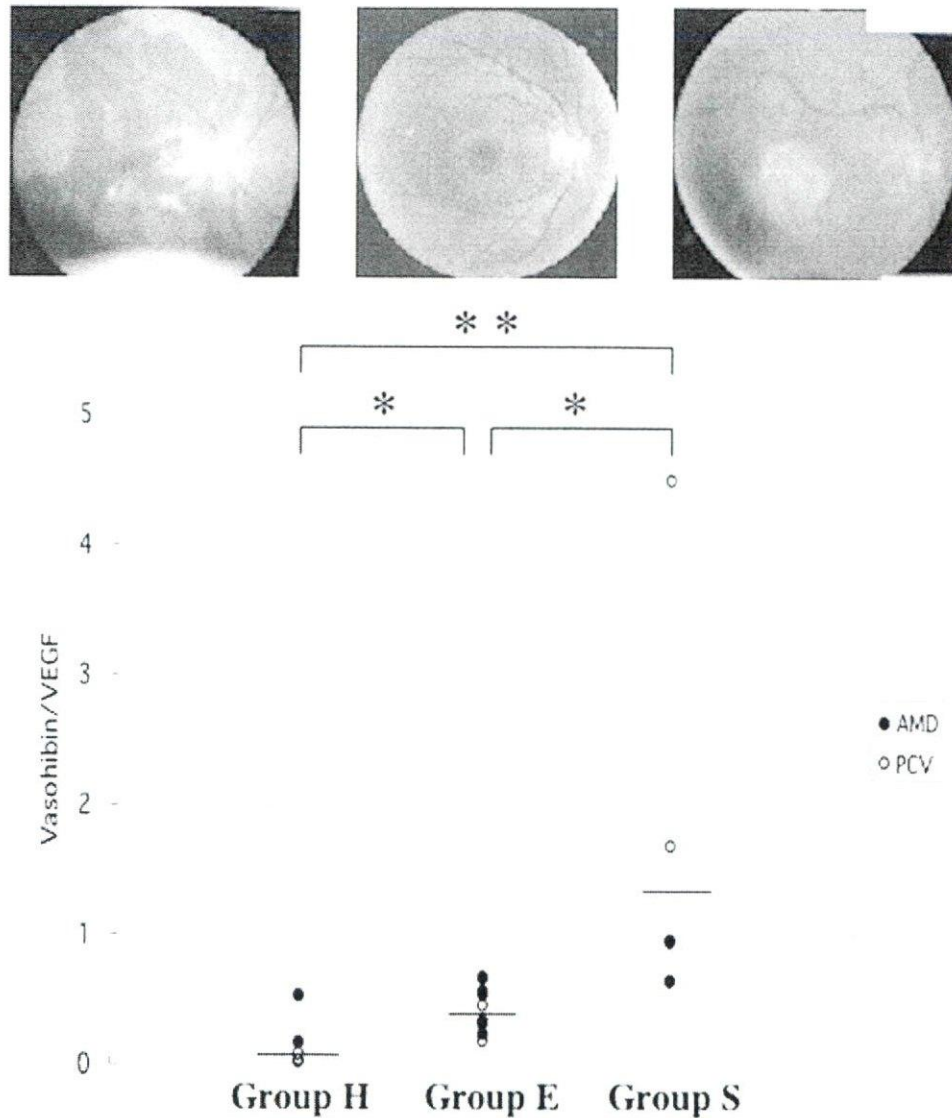 * *
* *
5
4
3
2
1
0
Vasohibin/VEGF
● AMD
○ PCV
Group H Group E Group S